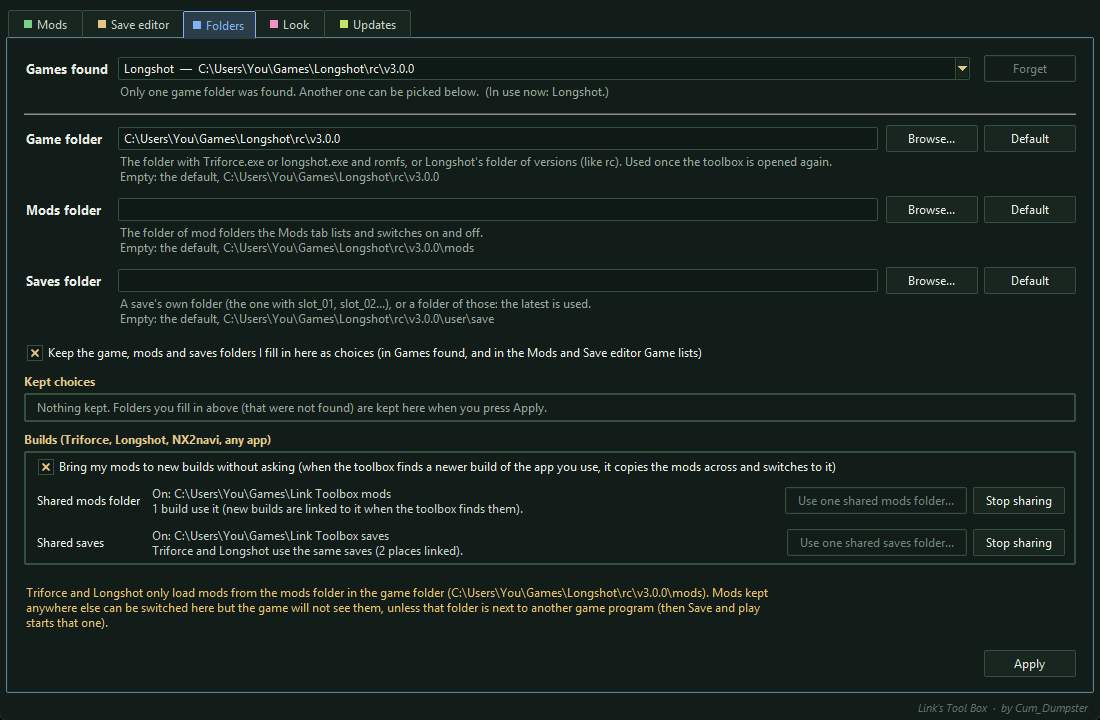 Mods
Save editor
Folders
Look
Updates
Games found
Longshot — C:\Users\You\Games\Longshot\rc\v3.0.0
Forget
Only one game folder was found. Another one can be picked below. (In use now: Longshot.)
Game folder
C:\Users\You\Games\Longshot\rc\v3.0.0
Browse...
Default
The folder with Triforce.exe or longshot.exe and romfs, or Longshot's folder of versions (like rc). Used once the toolbox is opened again.
Empty: the default, C:\Users\You\Games\Longshot\rc\v3.0.0
Mods folder
Browse...
Default
The folder of mod folders the Mods tab lists and switches on and off.
Empty: the default, C:\Users\You\Games\Longshot\rc\v3.0.0\mods
Saves folder
Browse...
Default
A save's own folder (the one with slot_01, slot_02...), or a folder of those: the latest is used.
Empty: the default, C:\Users\You\Games\Longshot\rc\v3.0.0\user\save
Keep the game, mods and saves folders I fill in here as choices (in Games found, and in the Mods and Save editor Game lists)
Kept choices
Nothing kept. Folders you fill in above (that were not found) are kept here when you press Apply.
Builds (Triforce, Longshot, NX2navi, any app)
Bring my mods to new builds without asking (when the toolbox finds a newer build of the app you use, it copies the mods across and switches to it)
Shared mods folder
On: C:\Users\You\Games\Link Toolbox mods
1 build use it (new builds are linked to it when the toolbox finds them).
Use one shared mods folder...
Stop sharing
Shared saves
On: C:\Users\You\Games\Link Toolbox saves
Triforce and Longshot use the same saves (2 places linked).
Use one shared saves folder...
Stop sharing
Triforce and Longshot only load mods from the mods folder in the game folder (C:\Users\You\Games\Longshot\rc\v3.0.0\mods). Mods kept
anywhere else can be switched here but the game will not see them, unless that folder is next to another game program (then Save and play
starts that one).
Apply
Link's Tool Box · by Cum_Dumpster